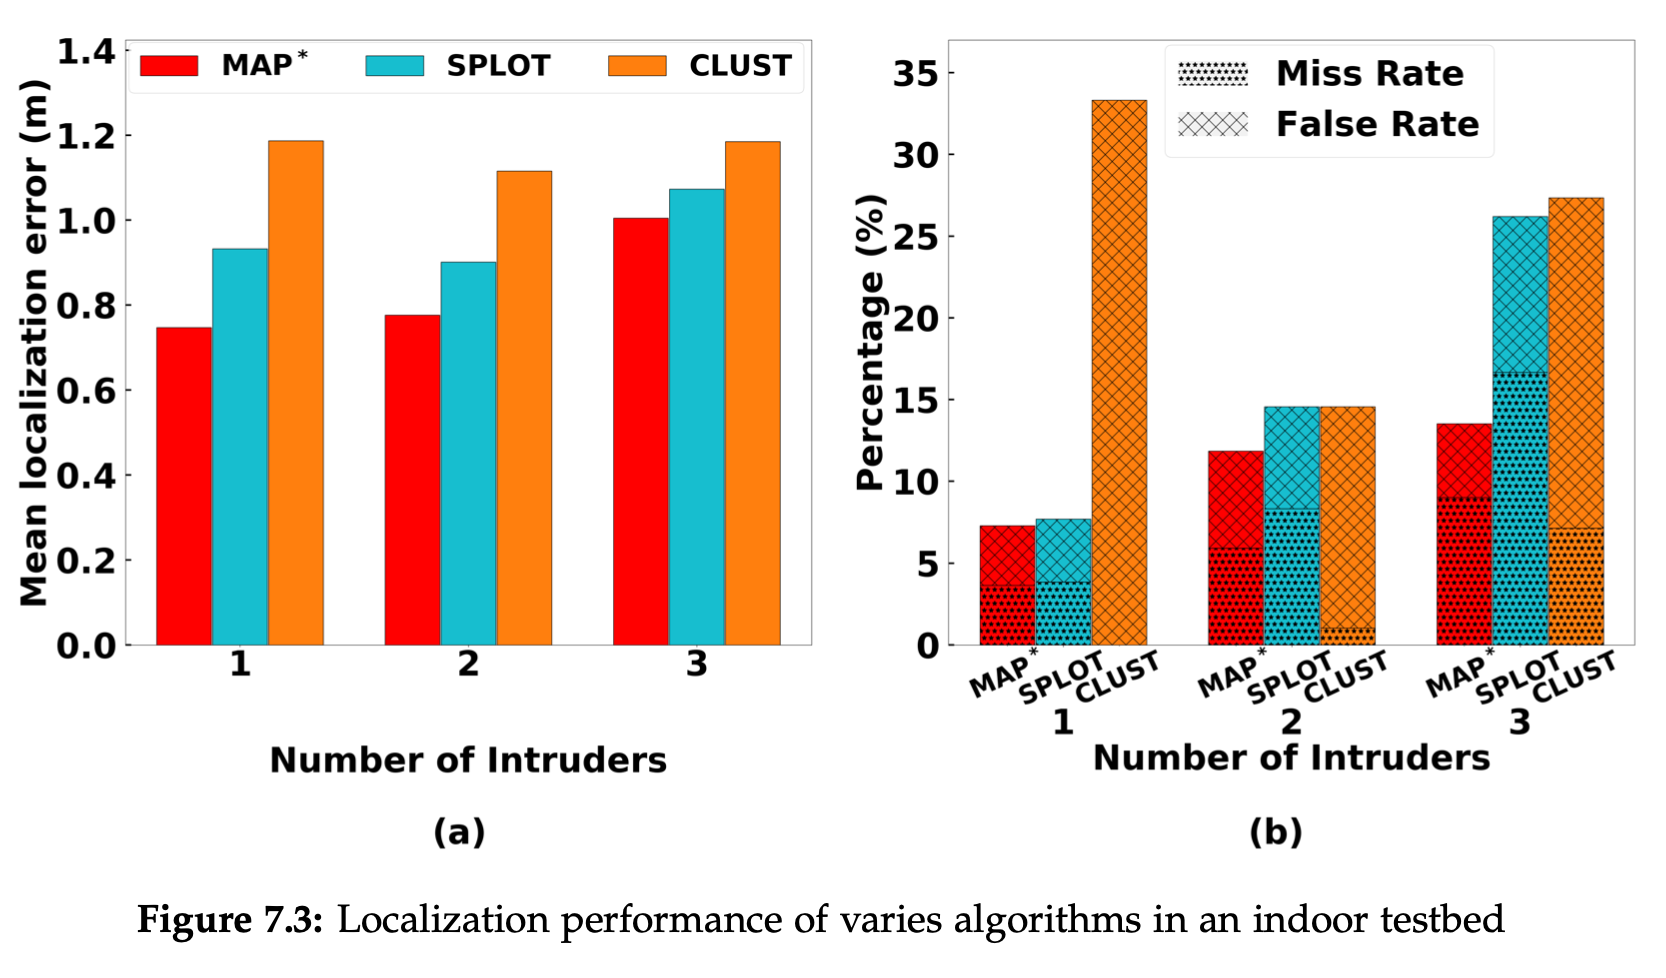 Mean localization error (m)
1.4
1.2
1.0
0.8
0.6
0.4
0.2
0.0
MAP* SPLOT CLUST
1 2 3
Number of Intruders
(a)
Percentage (%)
35
30
25
20
15
10
5
0
Miss Rate
False Rate
MAP* SPLOT CLUST MAP* SPLOT CLUST MAP* SPLOT CLUST
1 2 3
Number of Intruders
(b)
Figure 7.3: Localization performance of varies algorithms in an indoor testbed